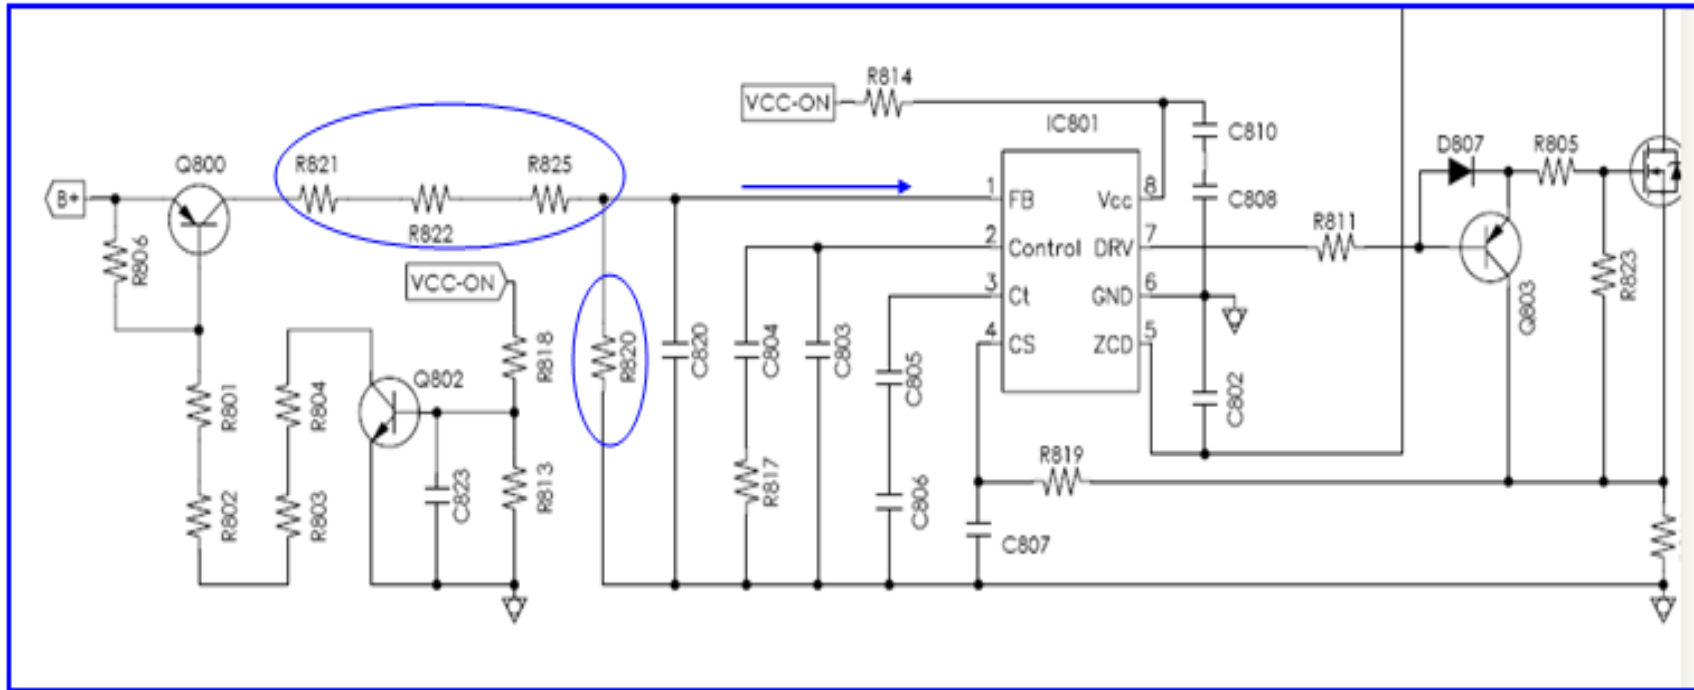 R814
VCC-ON
IC801
C810
Q800
R821
R825
D807
R805
B+
1
FB
Vcc
8
C808
R822
R811
R806
2
Control
DRV
7
VCC-ON
3
Ct
GND
6
R823
Q803
4
CS
ZCD
5
R818
R820
C820
C804
C803
C805
Q802
R801
R804
C802
R819
R802
R803
C823
R813
R817
C806
C807